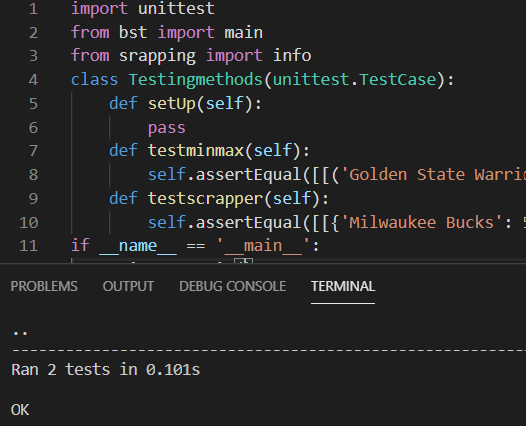 1 import unittest
2 from bst import main
3 from srapping import info
4 class Testingmethods(unittest.TestCase):
5 def setUp(self):
6 pass
7 def testminmax(self):
8 self.assertEqual([[('Golden State Warrio
9 def testscrapper(self):
10 self.assertEqual([[{'Milwaukee Bucks':
11 if __name__ == '__main__':
PROBLEMS OUTPUT DEBUG CONSOLE TERMINAL
..
----------------------------------------------------------------------
Ran 2 tests in 0.101s
OK